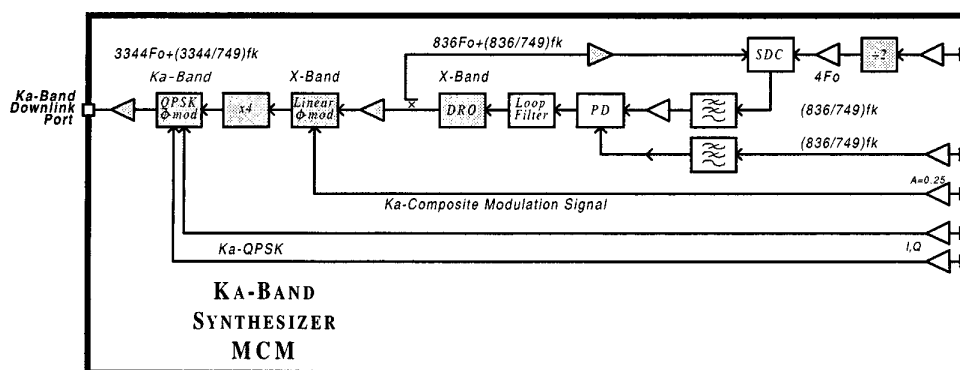 3344Fo+(3344/749)fk
836Fo+(836/749)fk
SDC
÷2
4Fo
Ka-Band
X-Band
X-Band
Ka-Band
Downlink
Port
QPSK
Φmod
x4
Linear
Φmod
DRO
Loop
Filter
PD
(836/749)fk
(836/749)fk
A=0.25
Ka-Composite Modulation Signal
I,Q
Ka-QPSK
KA-BAND
SYNTHESIZER
MCM